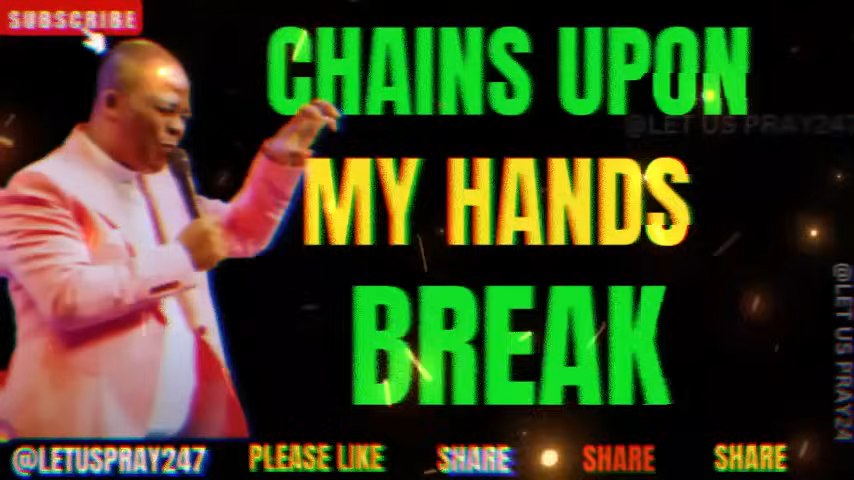 SUBSCRIBE
CHAINS UPON
@LET US PRAY247
MY HANDS
BREAK
@LET US PRAY24
@LETUSPRAY247 PLEASE LIKE SHARE SHARE SHARE